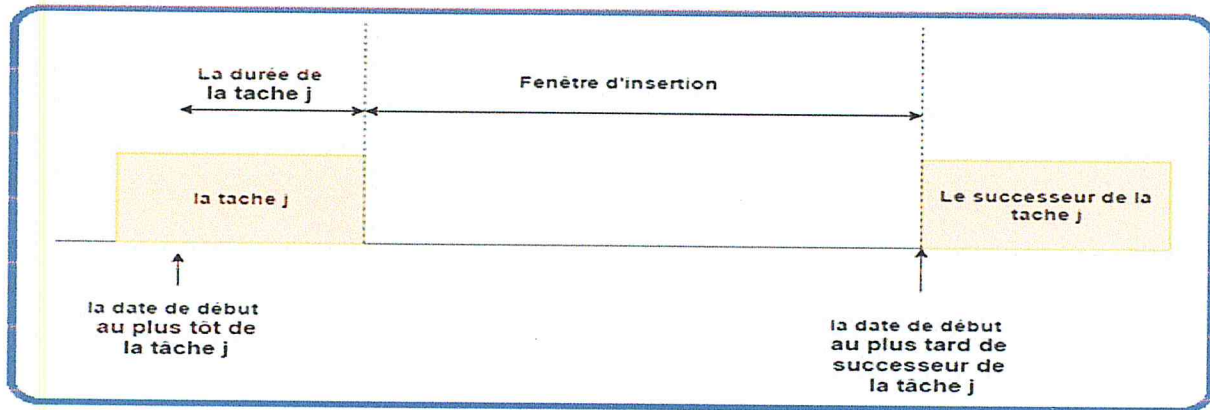 La durée de
la tache j
Fenêtre d'insertion
la tache j
Le successeur de la
tache j
la date de début
au plus tôt de
la tâche j
la date de début
au plus tard de
successeur de
la tâche j